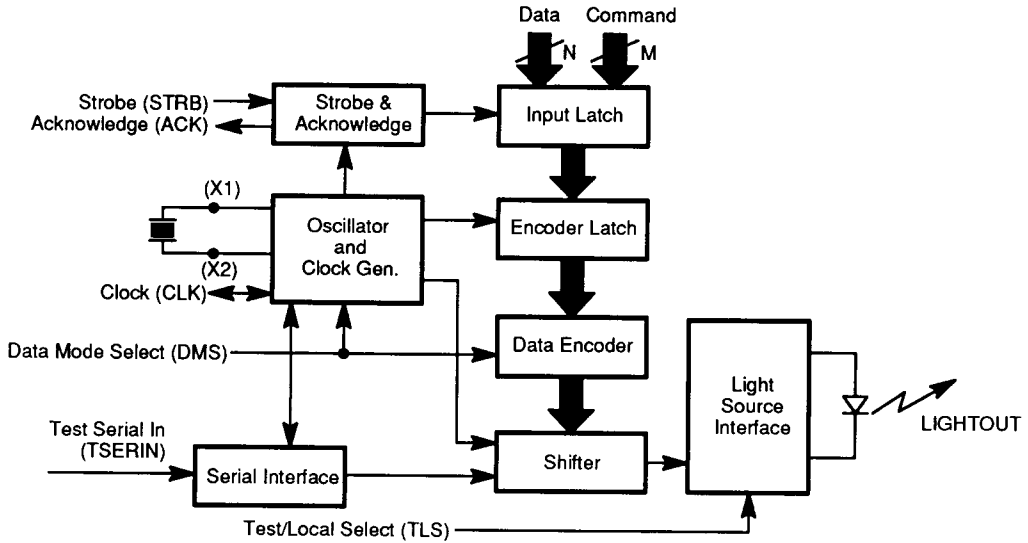 Data
Command
N
M
Strobe (STRB)
Acknowledge (ACK)
Strobe &
Acknowledge
Input Latch
(X1)
(X2)
Oscillator
and
Clock Gen.
Encoder Latch
Clock (CLK)
Data Mode Select (DMS)
Data Encoder
Light
Source
Interface
LIGHTOUT
Test Serial In
(TSERIN)
Serial Interface
Shifter
Test/Local Select (TLS)